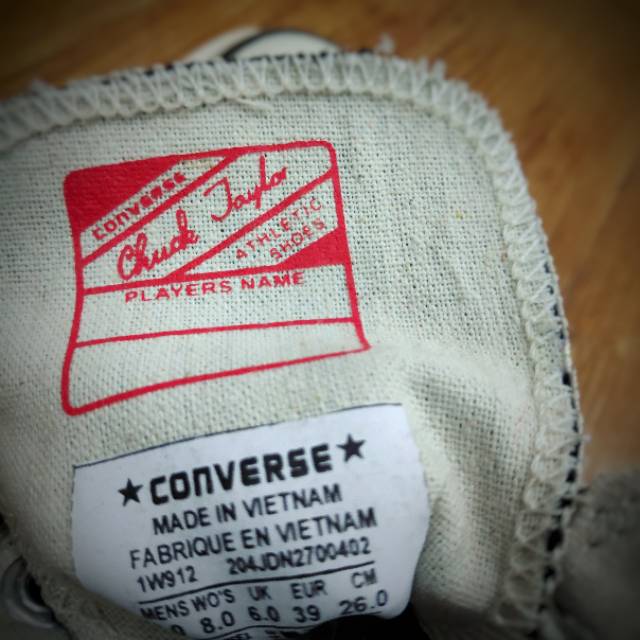 CONVERSE
Chuck Taylor
ATHLETIC
SHOES
PLAYERS NAME
★CONVERSE★
MADE IN VIETNAM
FABRIQUE EN VIETNAM
1W912 204JDN2700402
MENS WO'S UK EUR CM
8.0 6.0 39 26.0